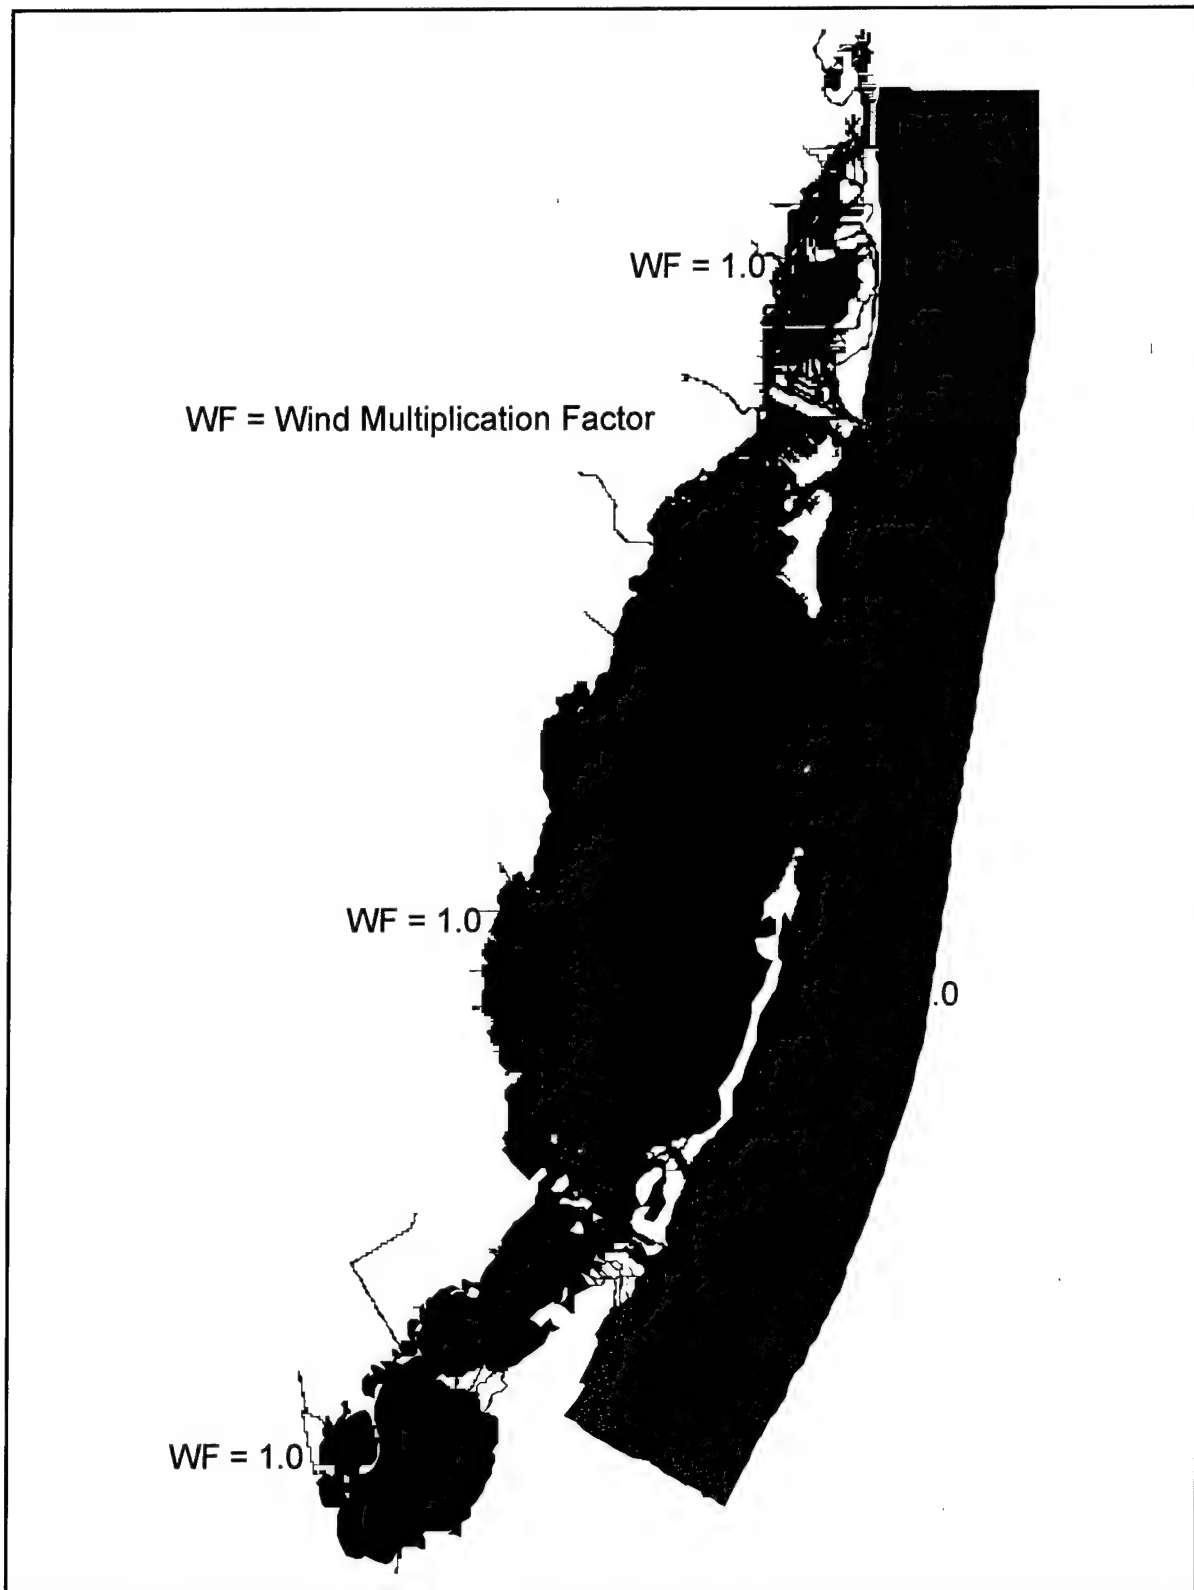 WF = 1.0
WF = Wind Multiplication Factor
WF = 1.0
.0
WF = 1.0